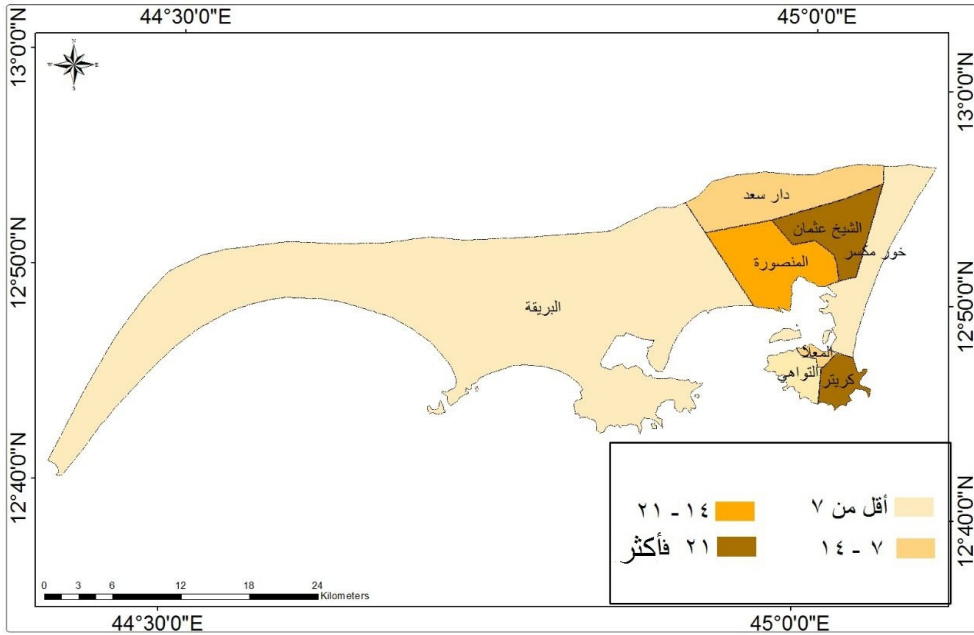 44°30'0"E 45°0'0"E
13°0'0"N
13°0'0"N
دار سعد
الشيخ عثمان
خور مكسر
المنصورة
12°50'0"N
البريقة
12°50'0"N
المعلا
التواهي
كريتر
12°40'0"N
12°40'0"N
أقل من ٧
١٤ - ٢١
٧ - ١٤
٢١ فأكثر
0 3 6 12 18 24
Kilometers
44°30'0"E 45°0'0"E